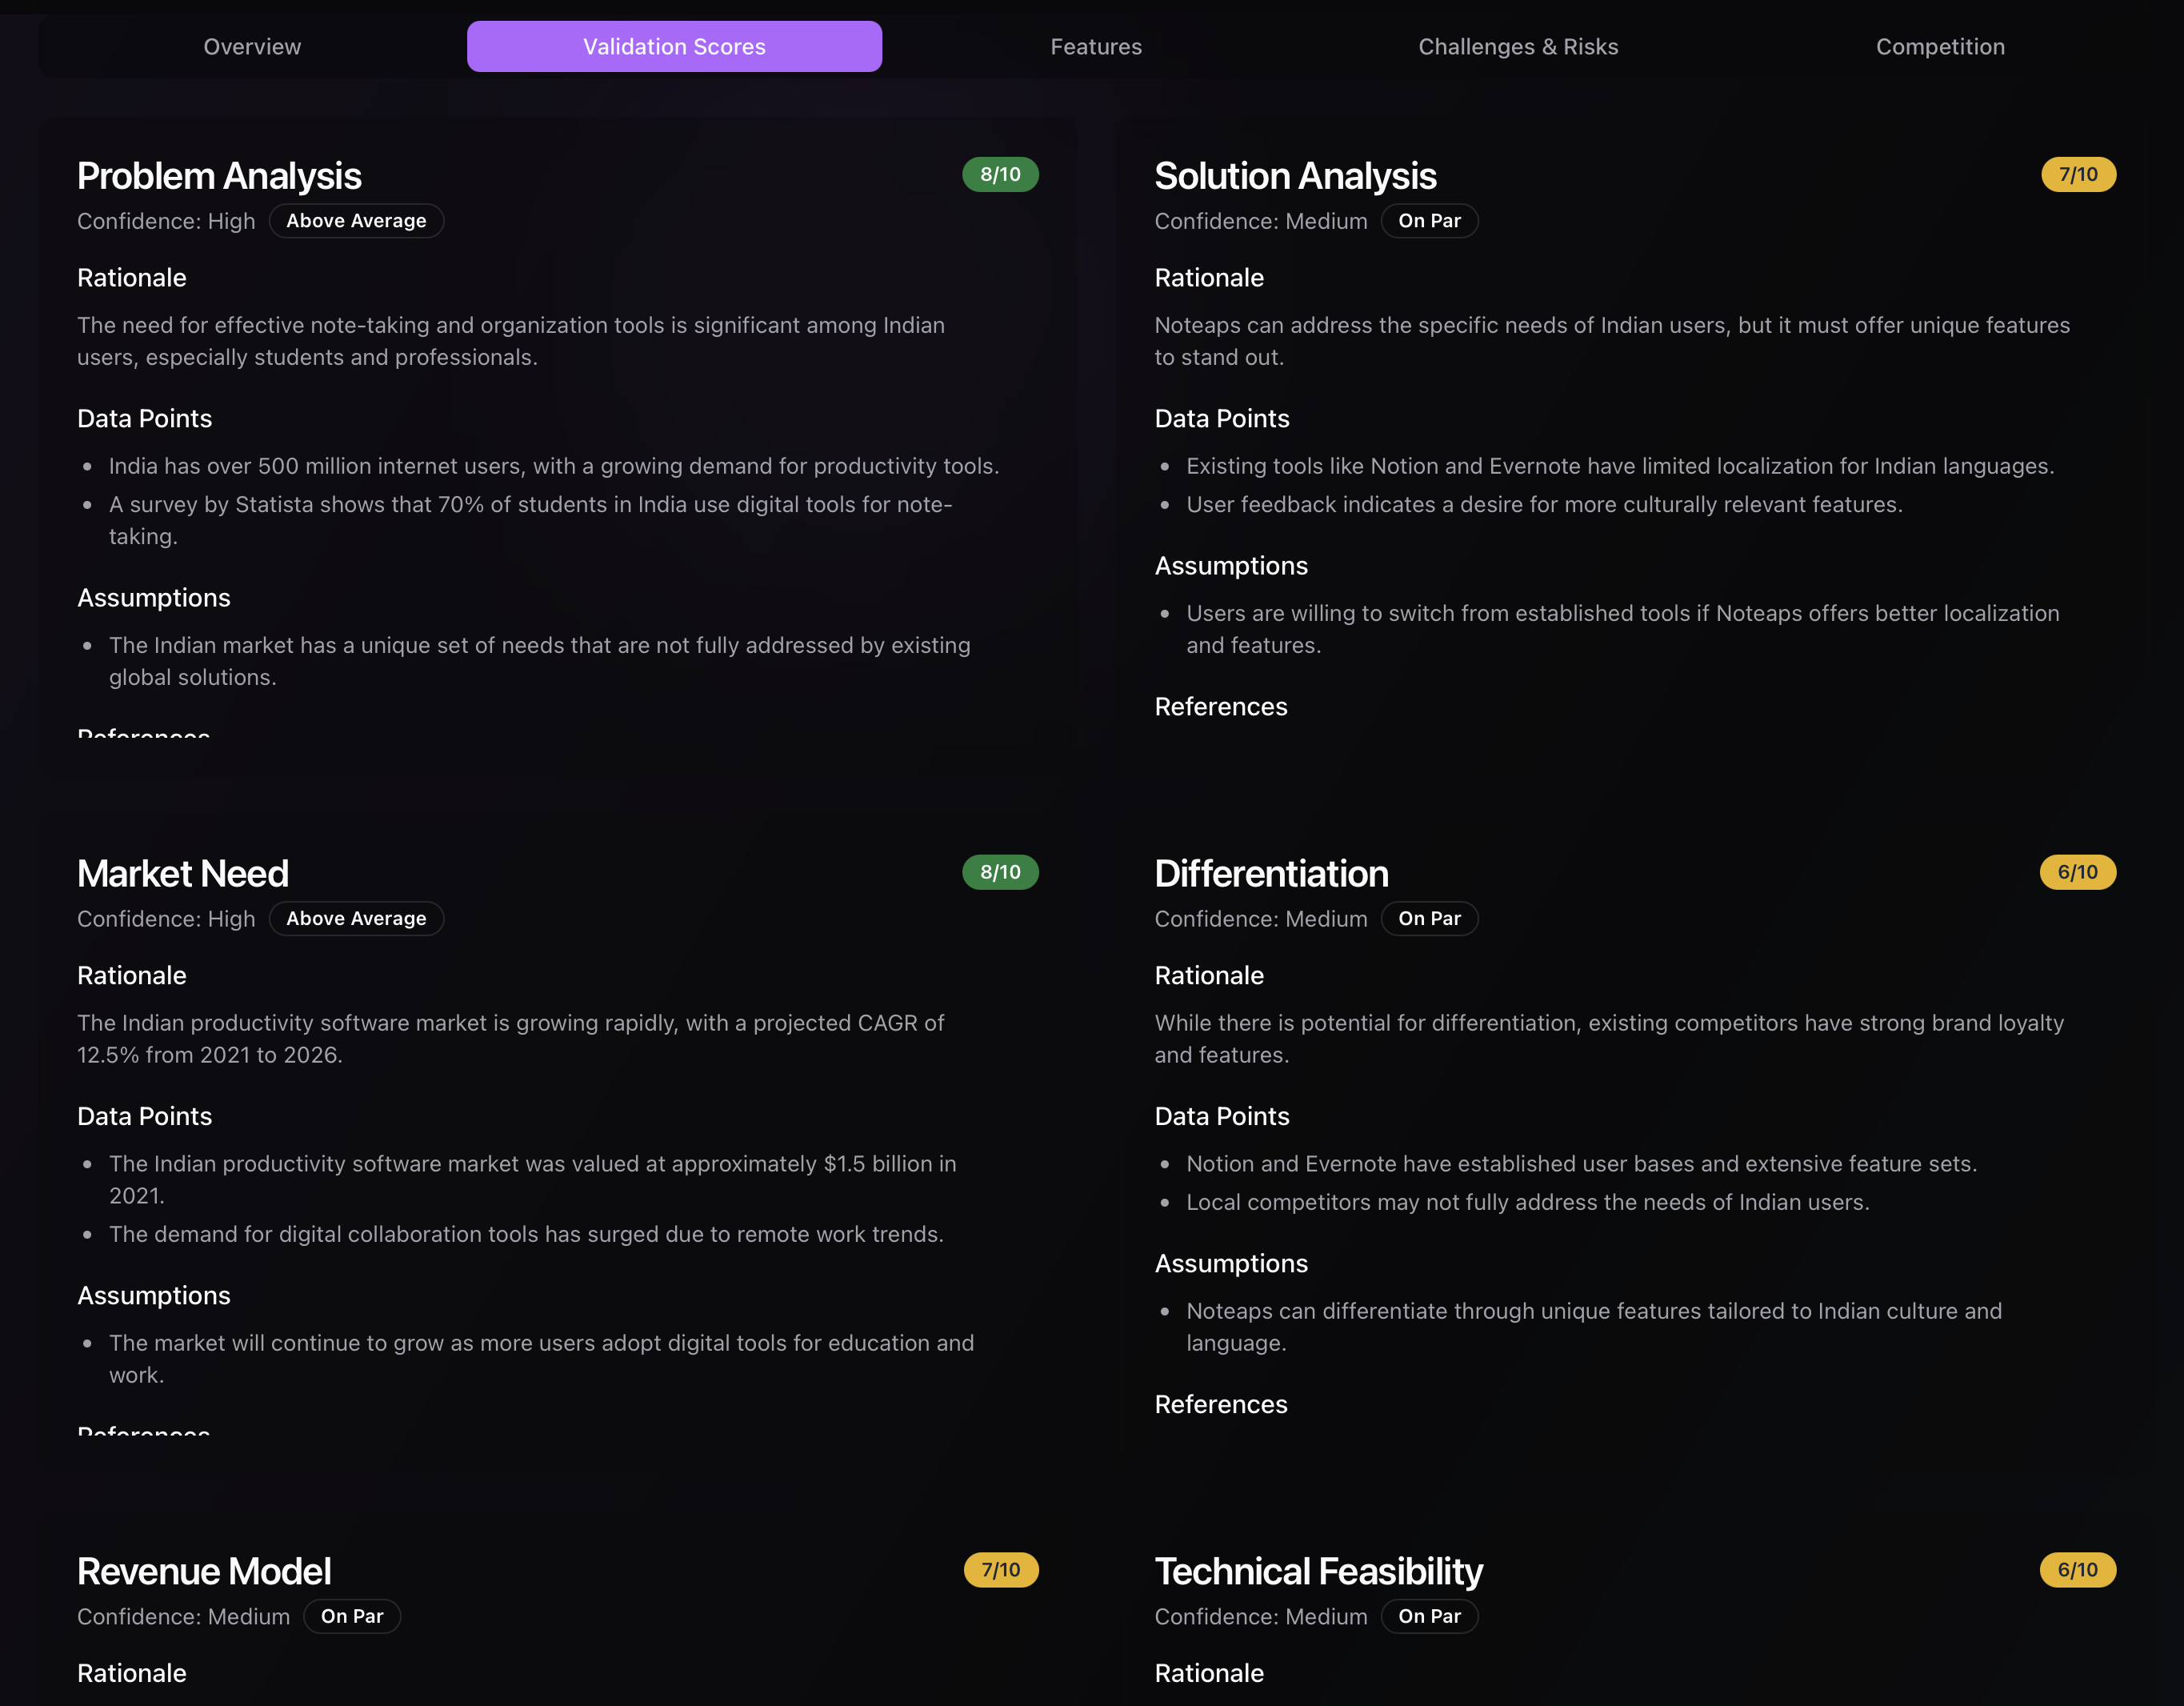 Overview
Validation Scores
Features
Challenges & Risks
Competition
Problem Analysis
8/10
Confidence: High
Above Average
Rationale
The need for effective note-taking and organization tools is significant among Indian
users, especially students and professionals.
Data Points
• India has over 500 million internet users, with a growing demand for productivity tools.
• A survey by Statista shows that 70% of students in India use digital tools for note-
taking.
Assumptions
• The Indian market has a unique set of needs that are not fully addressed by existing
global solutions.
References
Solution Analysis
7/10
Confidence: Medium
On Par
Rationale
Noteaps can address the specific needs of Indian users, but it must offer unique features
to stand out.
Data Points
• Existing tools like Notion and Evernote have limited localization for Indian languages.
• User feedback indicates a desire for more culturally relevant features.
Assumptions
• Users are willing to switch from established tools if Noteaps offers better localization
and features.
References
Market Need
8/10
Confidence: High
Above Average
Rationale
The Indian productivity software market is growing rapidly, with a projected CAGR of
12.5% from 2021 to 2026.
Data Points
• The Indian productivity software market was valued at approximately $1.5 billion in
2021.
• The demand for digital collaboration tools has surged due to remote work trends.
Assumptions
• The market will continue to grow as more users adopt digital tools for education and
work.
References
Differentiation
6/10
Confidence: Medium
On Par
Rationale
While there is potential for differentiation, existing competitors have strong brand loyalty
and features.
Data Points
• Notion and Evernote have established user bases and extensive feature sets.
• Local competitors may not fully address the needs of Indian users.
Assumptions
• Noteaps can differentiate through unique features tailored to Indian culture and
language.
References
Revenue Model
7/10
Confidence: Medium
On Par
Rationale
Technical Feasibility
6/10
Confidence: Medium
On Par
Rationale